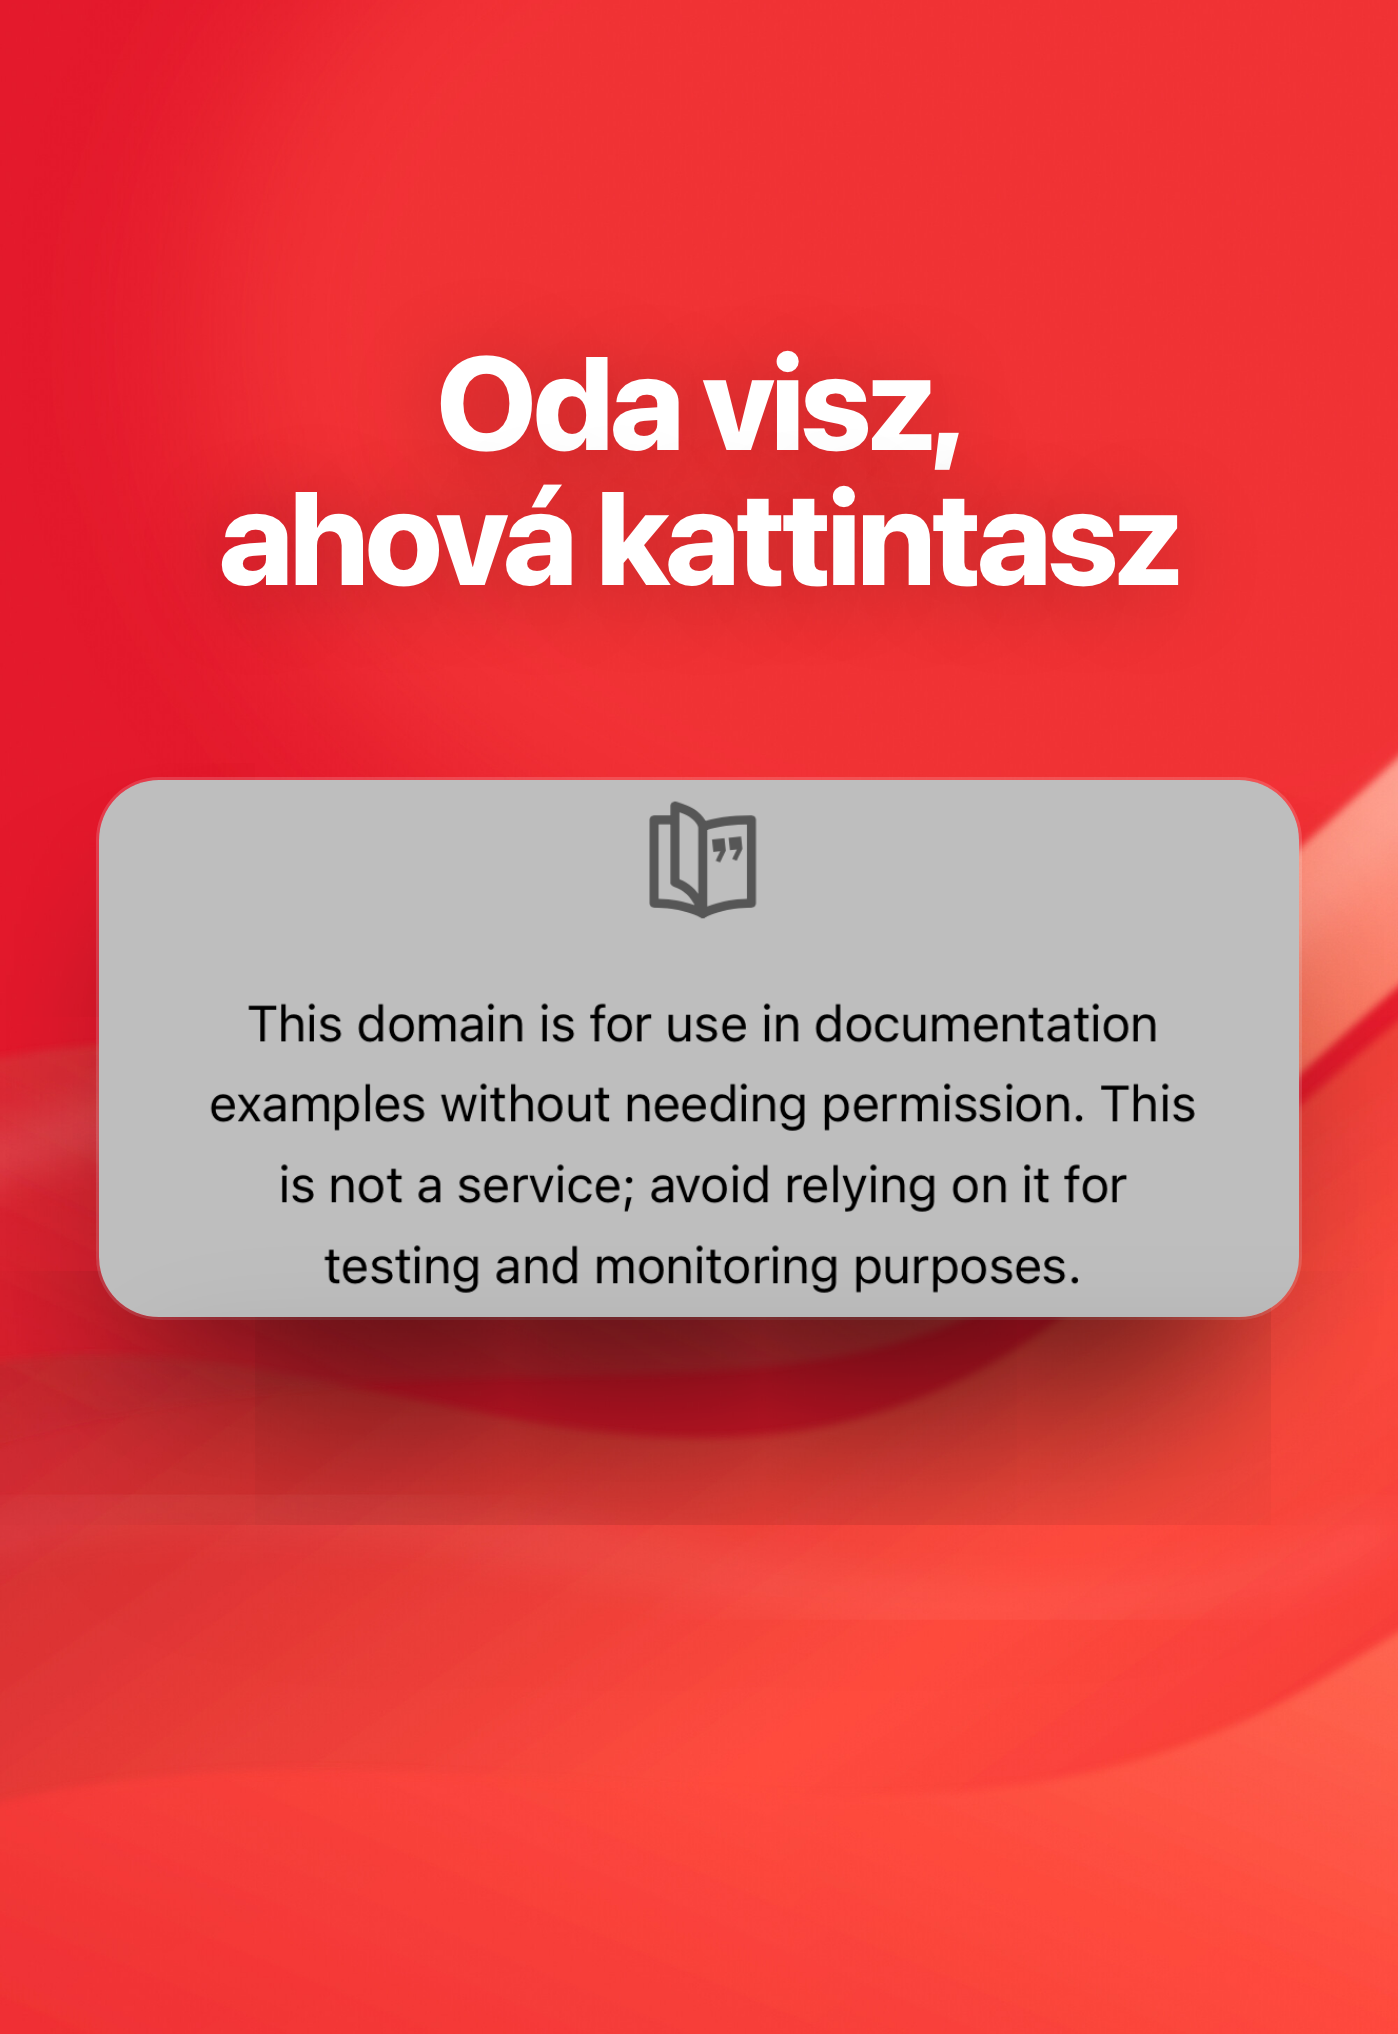 Oda visz,
ahová kattintasz
This domain is for use in documentation
examples without needing permission. This
is not a service; avoid relying on it for
testing and monitoring purposes.